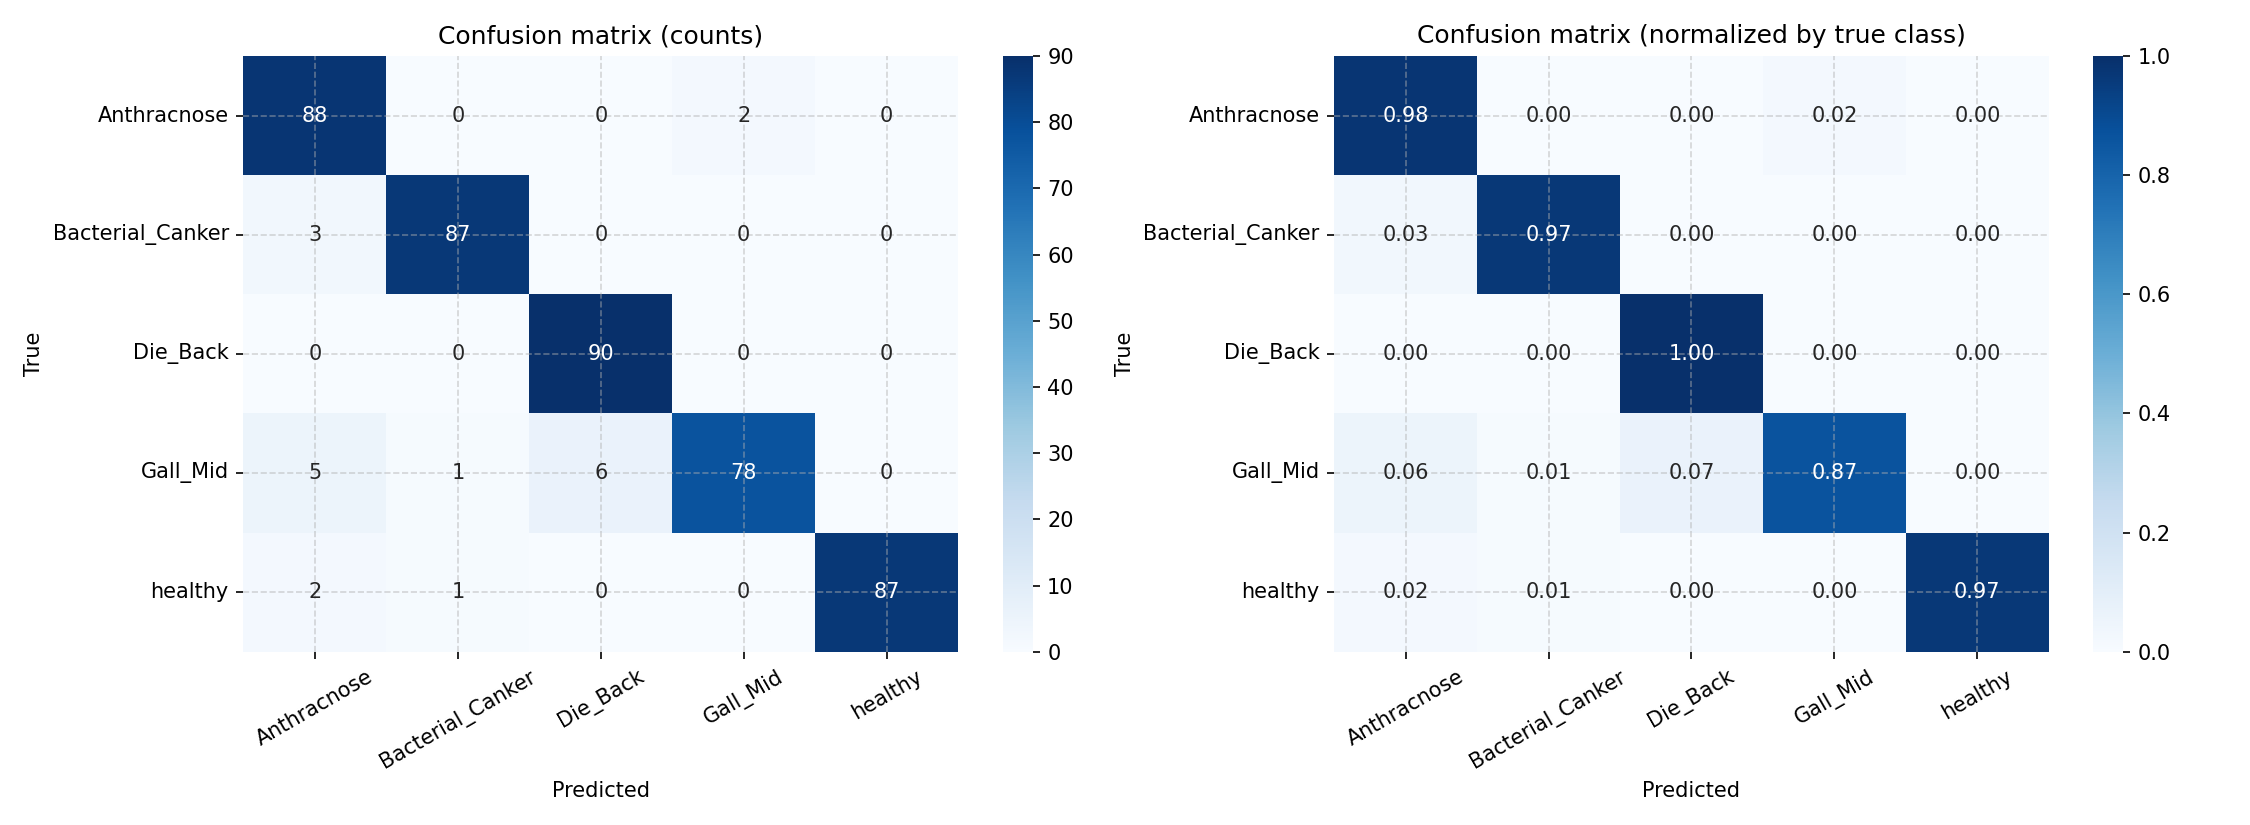 Confusion matrix (counts)
True
Anthracnose 88 0 0 2 0
Bacterial_Canker 3 87 0 0 0
Die_Back 0 0 90 0 0
Gall_Mid 5 1 6 78 0
healthy 2 1 0 0 87
Anthracnose Bacterial_Canker Die_Back Gall_Mid healthy
Predicted
90
80
70
60
50
40
30
20
10
0
Confusion matrix (normalized by true class)
True
Anthracnose 0.98 0.00 0.00 0.02 0.00
Bacterial_Canker 0.03 0.97 0.00 0.00 0.00
Die_Back 0.00 0.00 1.00 0.00 0.00
Gall_Mid 0.06 0.01 0.07 0.87 0.00
healthy 0.02 0.01 0.00 0.00 0.97
Anthracnose Bacterial_Canker Die_Back Gall_Mid healthy
Predicted
1.0
0.8
0.6
0.4
0.2
0.0